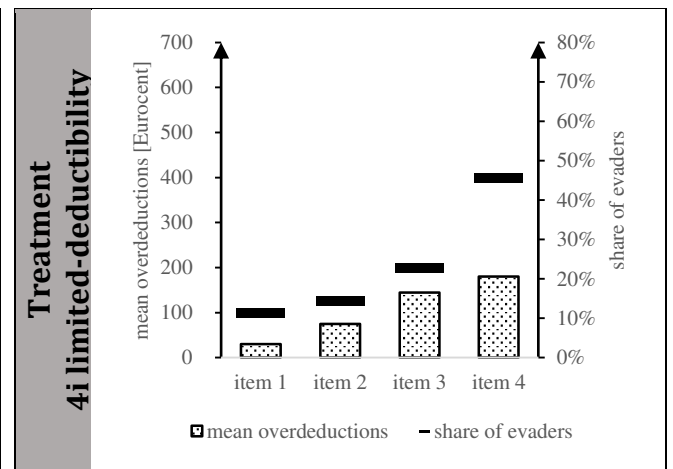 Treatment
4i limited-deductibility
mean overdeductions [Eurocent]
700
600
500
400
300
200
100
0
80%
70%
60%
50%
40%
30%
20%
10%
0%
share of evaders
item 1 item 2 item 3 item 4
mean overdeductions share of evaders